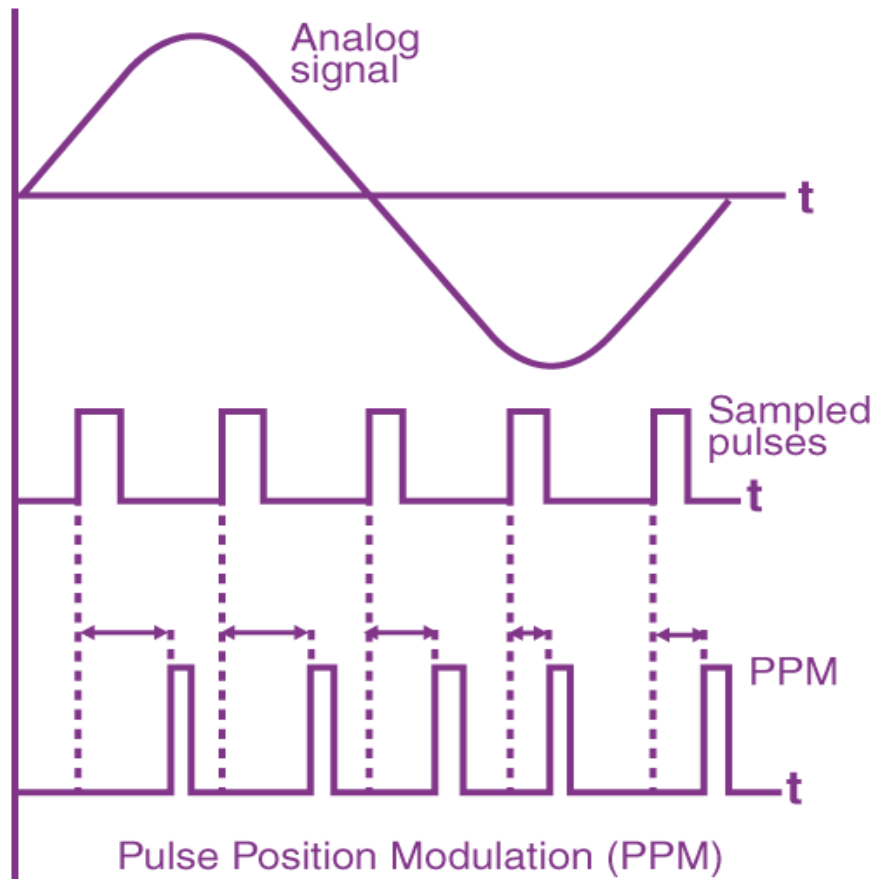 Analog
signal
t
Sampled
pulses
t
PPM
t
Pulse Position Modulation (PPM)